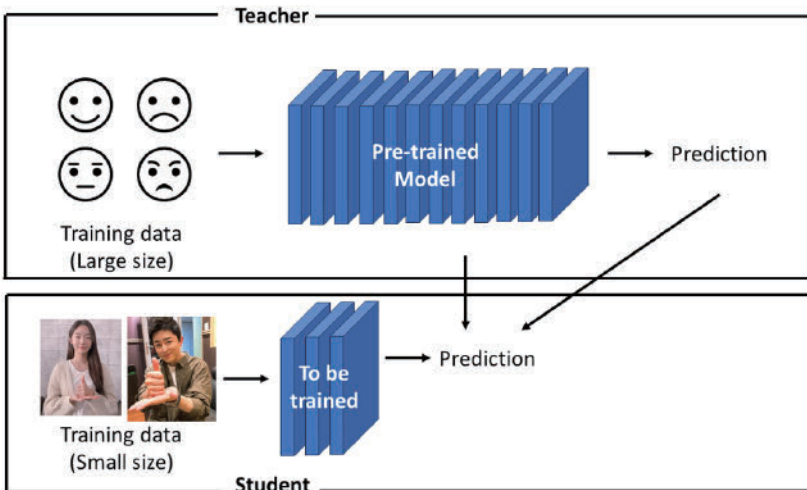 Teacher
Pre-trained
Model
Prediction
Training data
(Large size)
To be
trained
Prediction
Training data
(Small size)
Student